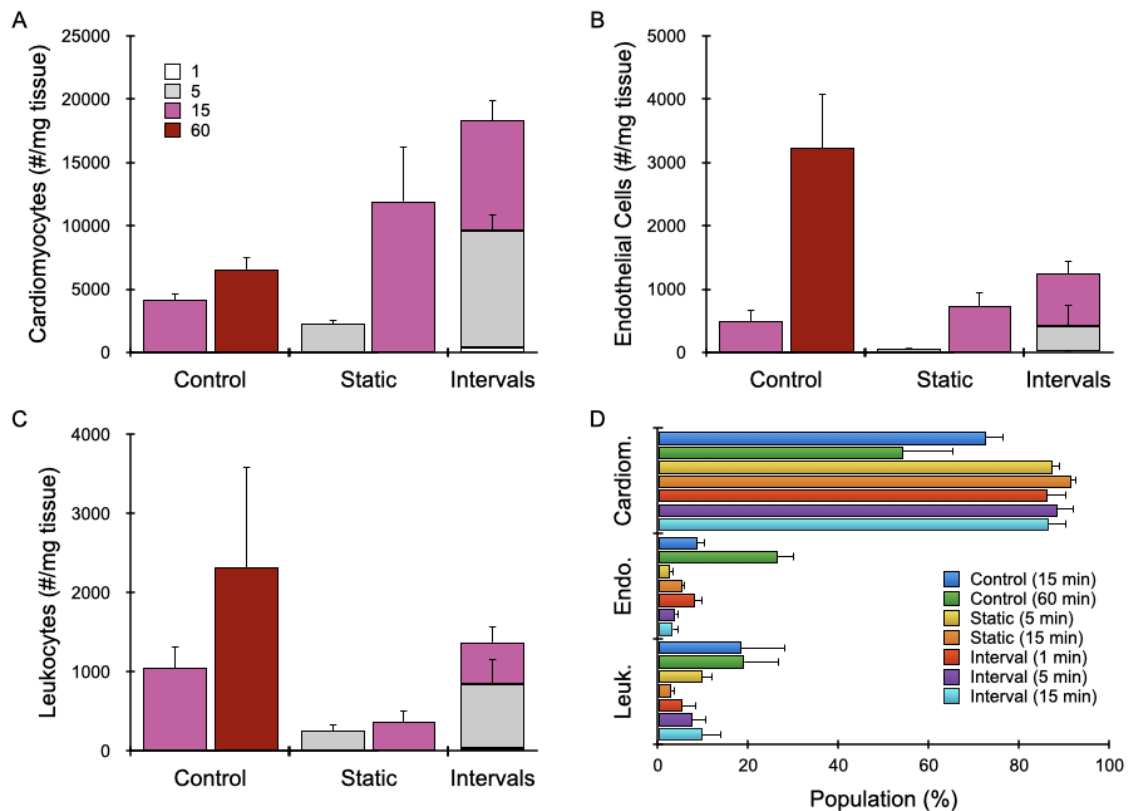 A
Cardiomyocytes (#/mg tissue)
25000
20000
15000
10000
5000
0
1
5
15
60
Control
Static
Intervals
B
Endothelial Cells (#/mg tissue)
5000
4000
3000
2000
1000
0
Control
Static
Intervals
C
Leukocytes (#/mg tissue)
4000
3000
2000
1000
0
Control
Static
Intervals
D
Cardiom.
Endo.
Leuk.
Control (15 min)
Control (60 min)
Static (5 min)
Static (15 min)
Interval (1 min)
Interval (5 min)
Interval (15 min)
0
20
40
60
80
100
Population (%)